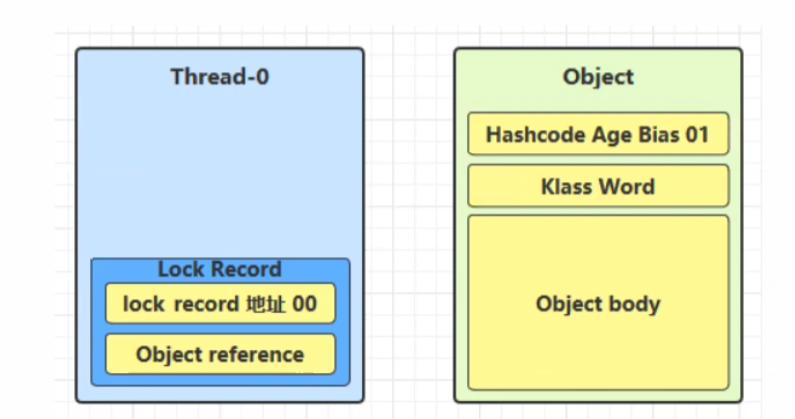 Thread-0
Lock Record
lock record 地址 00
Object reference
Object
Hashcode Age Bias 01
Klass Word
Object body